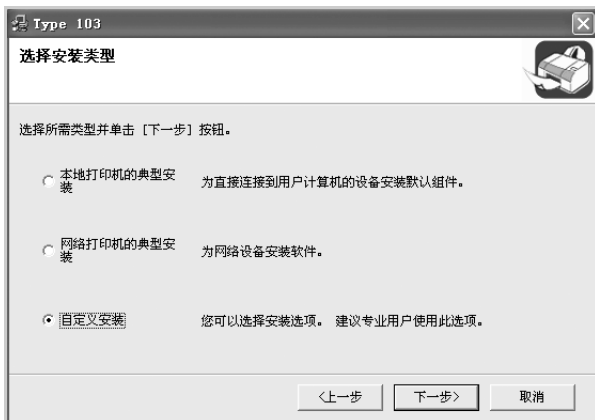 Type 103
选择安装类型
选择所需类型并单击 [下一步] 按钮。
本地打印机的典型安
装
为直接连接到用户计算机的设备安装默认组件。
网络打印机的典型安
装
为网络设备安装软件。
自定义安装
您可以选择安装选项。 建议专业用户使用此选项。
<上一步
下一步>
取消